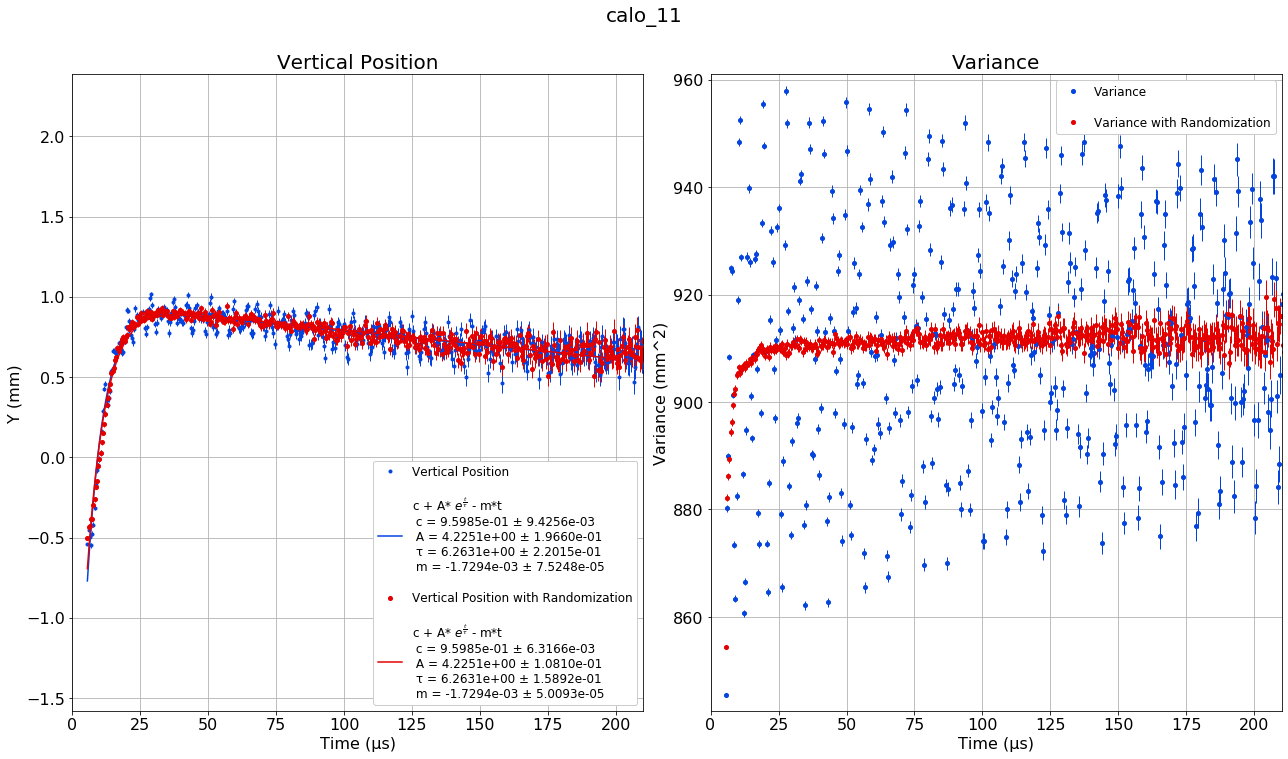 calo_11
Vertical Position
2.0
1.5
1.0
0.5
0.0
−0.5
−1.0
−1.5
Y (mm)
0 25 50 75 100 125 150 175 200
Time (μs)
Vertical Position
c + A* e^{t/τ} - m*t
c = 9.5985e-01 ± 9.4256e-03
A = 4.2251e+00 ± 1.9660e-01
τ = 6.2631e+00 ± 2.2015e-01
m = -1.7294e-03 ± 7.5248e-05
Vertical Position with Randomization
c + A* e^{t/τ} - m*t
c = 9.5985e-01 ± 6.3166e-03
A = 4.2251e+00 ± 1.0810e-01
τ = 6.2631e+00 ± 1.5892e-01
m = -1.7294e-03 ± 5.0093e-05
Variance
960
940
920
900
880
860
Variance (mm^2)
0 25 50 75 100 125 150 175 200
Time (μs)
Variance
Variance with Randomization